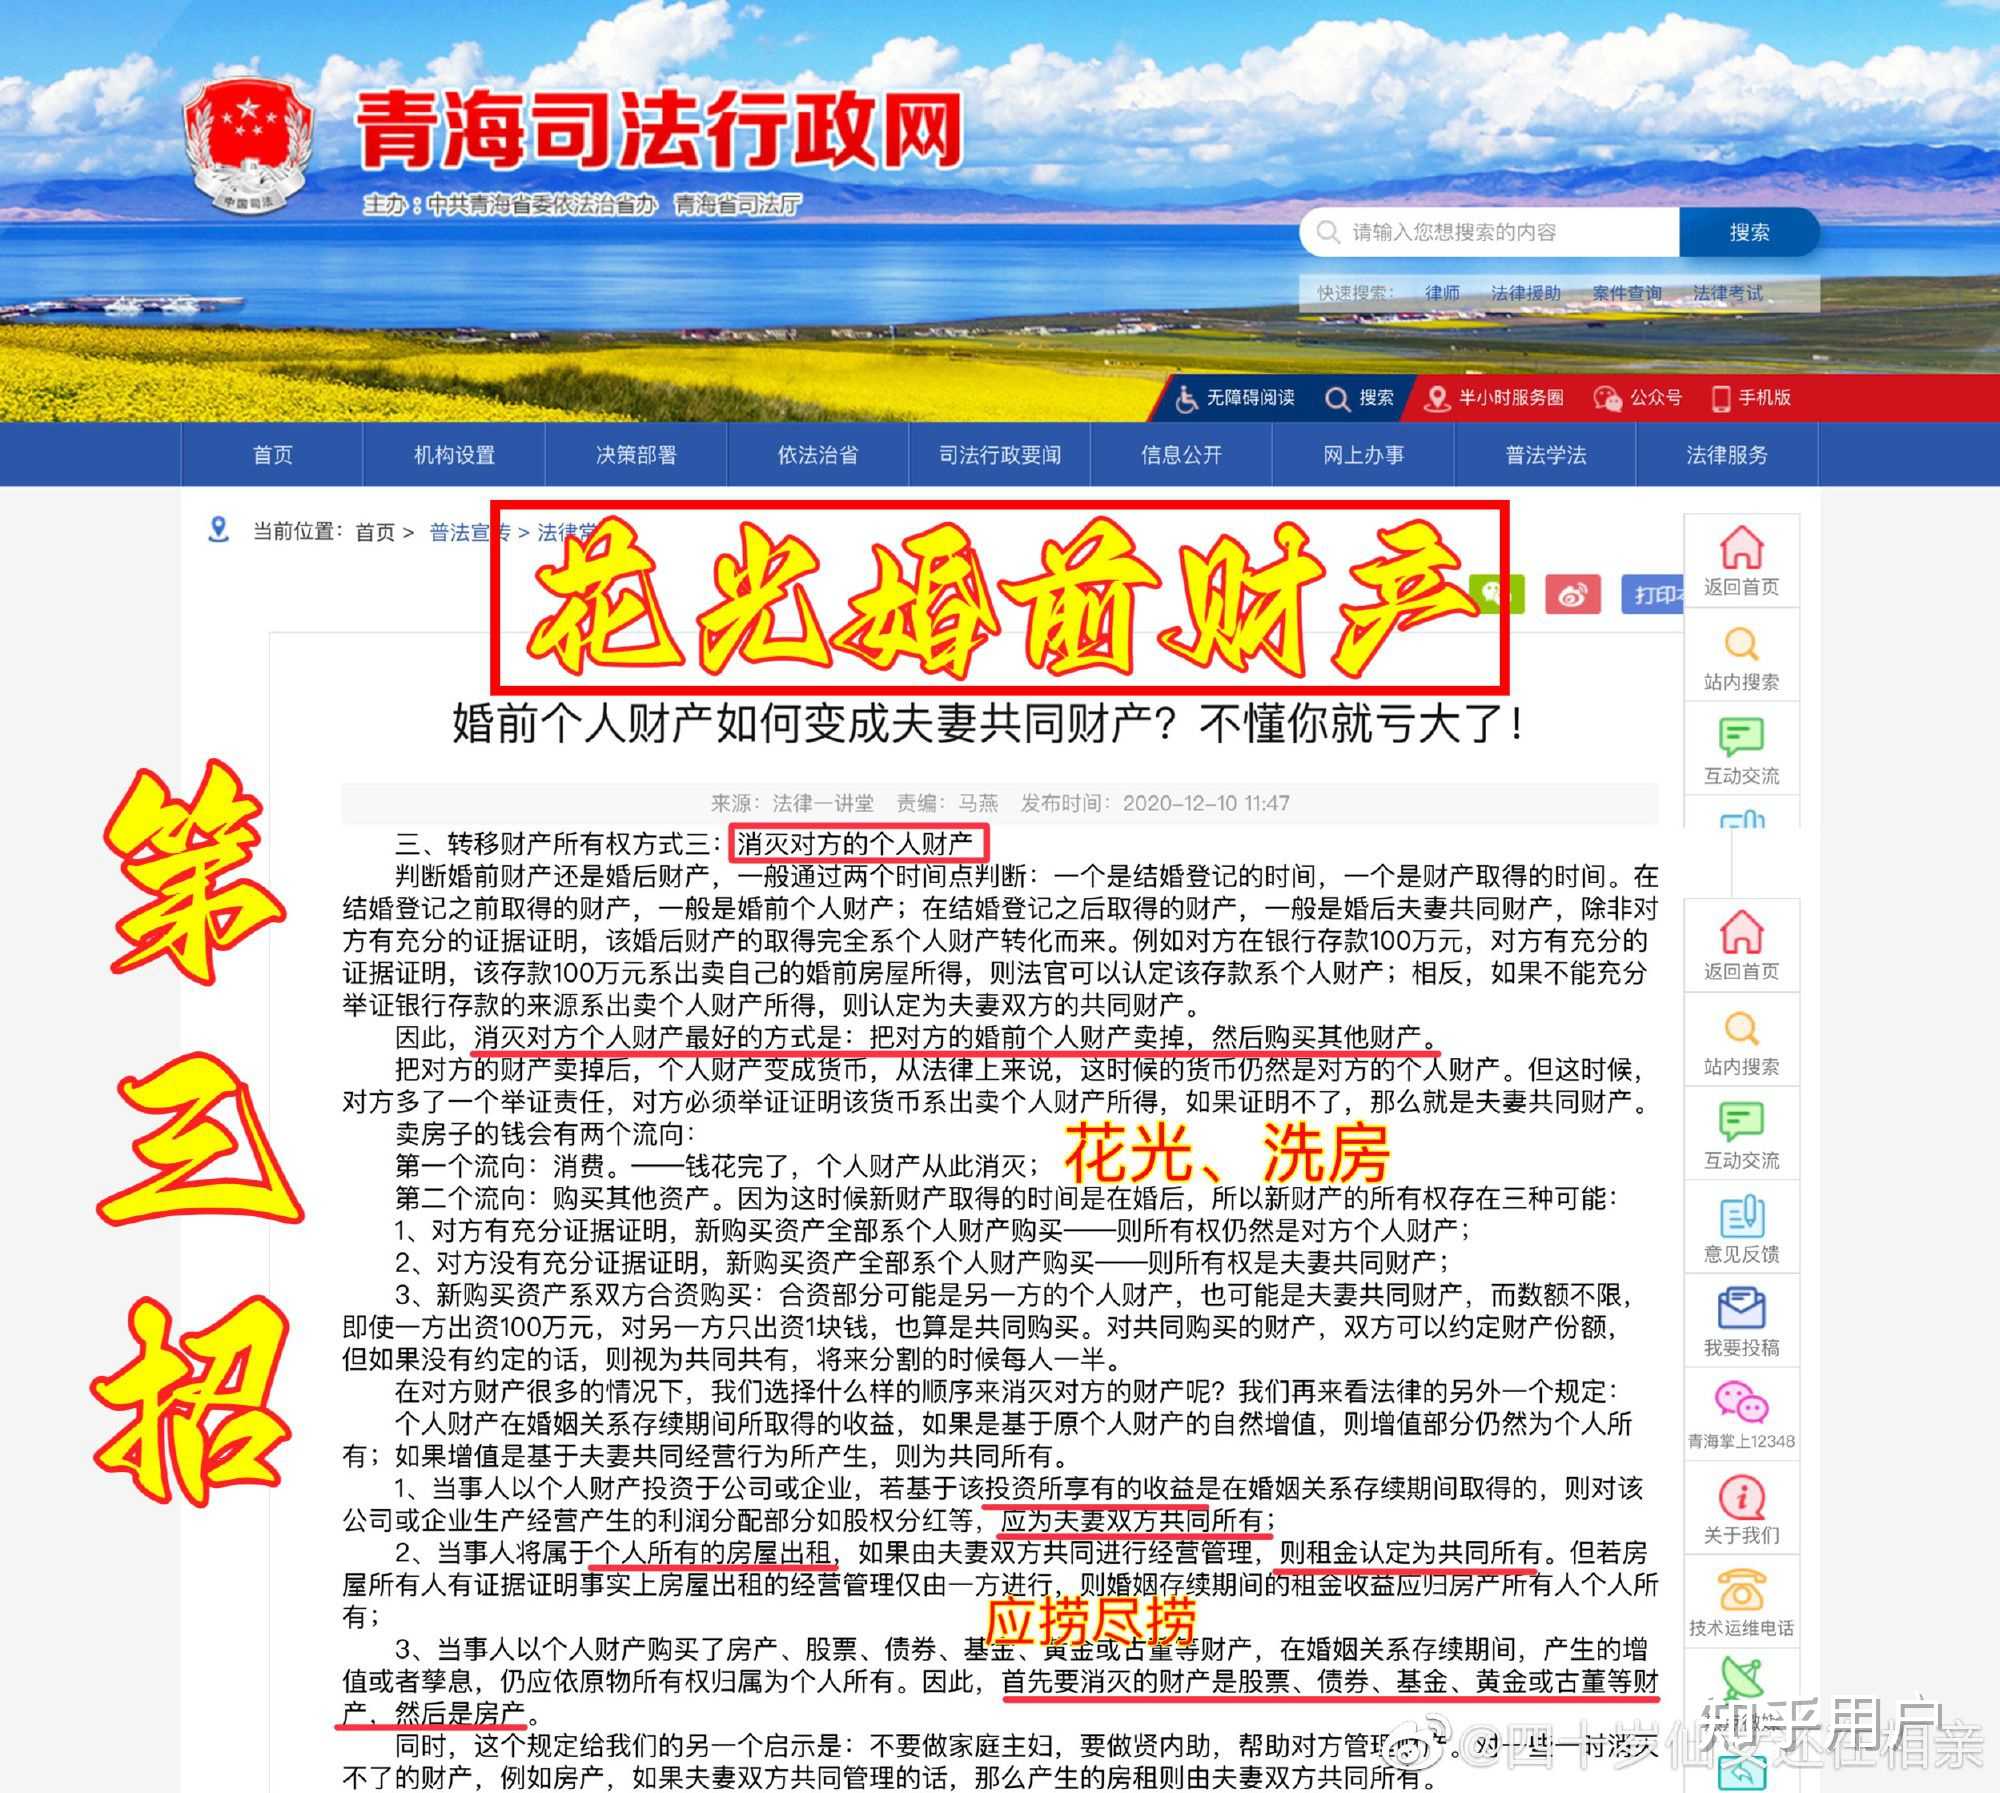 青海司法行政网
主办：中共青海省委依法治省办 青海省司法厅
中国司法
请输入您想搜索的内容 搜索
快速搜索： 律师 法律援助 案件查询 法律考试
无障碍阅读 搜索 半小时服务圈 公众号 手机版
首页 机构设置 决策部署 依法治省 司法行政要闻 信息公开 网上办事 普法学法 法律服务
当前位置： 首页 > 普法宣传 > 法律常
花光婚前财产
打印本
婚前个人财产如何变成夫妻共同财产？不懂你就亏大了！
来源：法律一讲堂 责编：马燕 发布时间：2020-12-10 11:47
第三招
三、转移财产所有权方式三：消灭对方的个人财产
判断婚前财产还是婚后财产，一般通过两个时间点判断：一个是结婚登记的时间，一个是财产取得的时间。在
结婚登记之前取得的财产，一般是婚前个人财产；在结婚登记之后取得的财产，一般是婚后夫妻共同财产，除非对
方有充分的证据证明，该婚后财产的取得完全系个人财产转化而来。例如对方在银行存款100万元，对方有充分的
证据证明，该存款100万元系出卖自己的婚前房屋所得，则法官可以认定该存款系个人财产；相反，如果不能充分
举证银行存款的来源系出卖个人财产所得，则认定为夫妻双方的共同财产。
因此，消灭对方个人财产最好的方式是：把对方的婚前个人财产卖掉，然后购买其他财产。
把对方的财产卖掉后，个人财产变成货币，从法律上来说，这时候的货币仍然是对方的个人财产。但这时候，
对方多了一个举证责任，对方必须举证证明该货币系出卖个人财产所得，如果证明不了，那么就是夫妻共同财产。
卖房子的钱会有两个流向：
第一个流向：消费。——钱花完了，个人财产从此消灭；
花光、洗房
第二个流向：购买其他资产。因为这时候新财产取得的时间是在婚后，所以新财产的所有权存在三种可能：
1、对方有充分证据证明，新购买资产全部系个人财产购买——则所有权仍然是对方个人财产；
2、对方没有充分证据证明，新购买资产全部系个人财产购买——则所有权是夫妻共同财产；
3、新购买资产系双方合资购买：合资部分可能是另一方的个人财产，也可能是夫妻共同财产，而数额不限，
即使一方出资100万元，对另一方只出资1块钱，也算是共同购买。对共同购买的财产，双方可以约定财产份额，
但如果没有约定的话，则视为共同共有，将来分割的时候每人一半。
在对方财产很多的情况下，我们选择什么样的顺序来消灭对方的财产呢？我们再来看法律的另外一个规定：
个人财产在婚姻关系存续期间所取得的收益，如果是基于原个人财产的自然增值，则增值部分仍然为个人所
有；如果增值是基于夫妻共同经营行为所产生，则为共同所有。
1、当事人以个人财产投资于公司或企业，若基于该投资所享有的收益是在婚姻关系存续期间取得的，则对该
公司或企业生产经营产生的利润分配部分如股权分红等，应为夫妻双方共同所有；
2、当事人将属于个人所有的房屋出租，如果由夫妻双方共同进行经营管理，则租金认定为共同所有。但若房
屋所有人有证据证明事实上房屋出租的经营管理仅由一方进行，则婚姻存续期间的租金收益应归房产所有人个人所
有；
应捞尽捞
3、当事人以个人财产购买了房产、股票、债券、基金、黄金或古董等财产，在婚姻关系存续期间，产生的增
值或者孳息，仍应依原物所有权归属为个人所有。因此，首先要消灭的财产是股票、债券、基金、黄金或古董等财
产，然后是房产。
同时，这个规定给我们的另一个启示是：不要做家庭主妇，要做贤内助，帮助对方管理财产。对一些一时消灭
不了的财产，例如房产，如果夫妻双方共同管理的话，那么产生的房租则由夫妻双方共同所有。
返回首页
站内搜索
互动交流
返回首页
站内搜索
互动交流
意见反馈
我要投稿
青海掌上12348
关于我们
技术运维电话
知乎用户
@四十岁仙女还在相亲